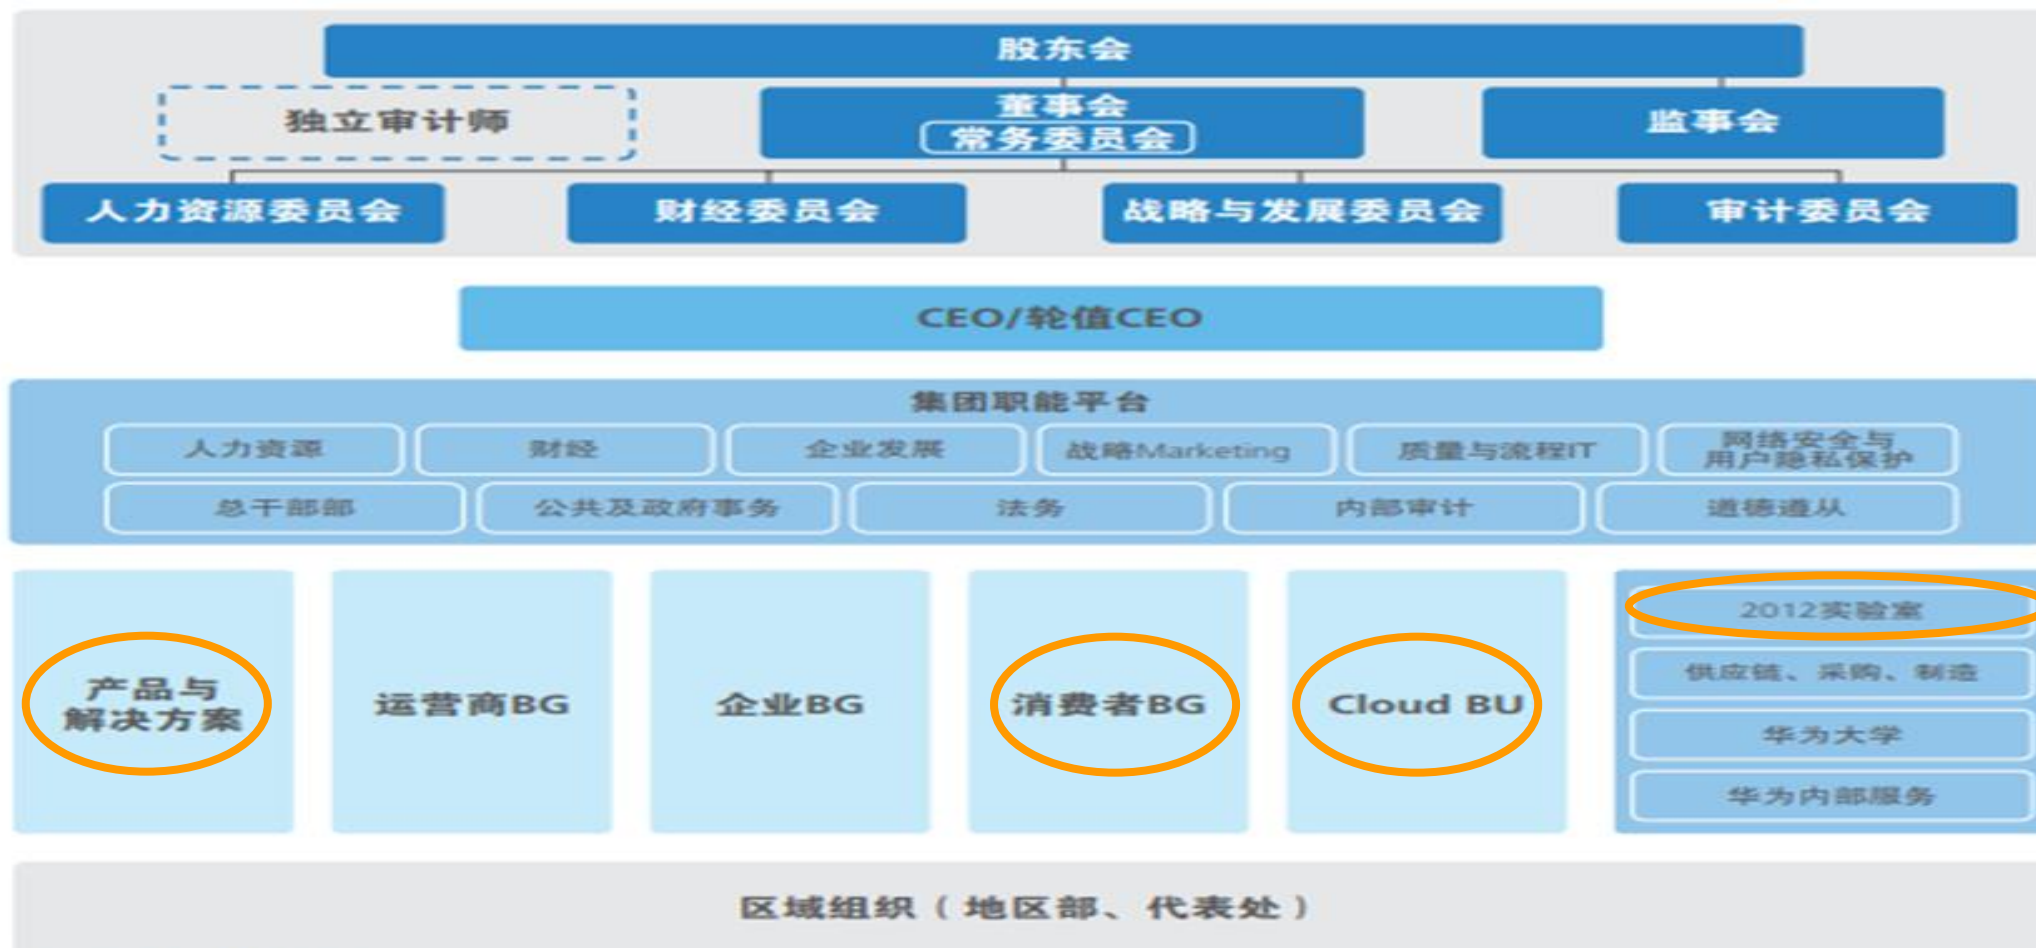 股东会
独立审计师
董事会
常务委员会
监事会
人力资源委员会
财经委员会
战略与发展委员会
审计委员会
CEO/轮值CEO
集团职能平台
人力资源
财经
企业发展
战略Marketing
质量与流程IT
网络安全与
用户隐私保护
总干部部
公共及政府事务
法务
内部审计
道德遵从
产品与
解决方案
运营商BG
企业BG
消费者BG
Cloud BU
2012实验室
供应链、采购、制造
华为大学
华为内部服务
区域组织（地区部、代表处）